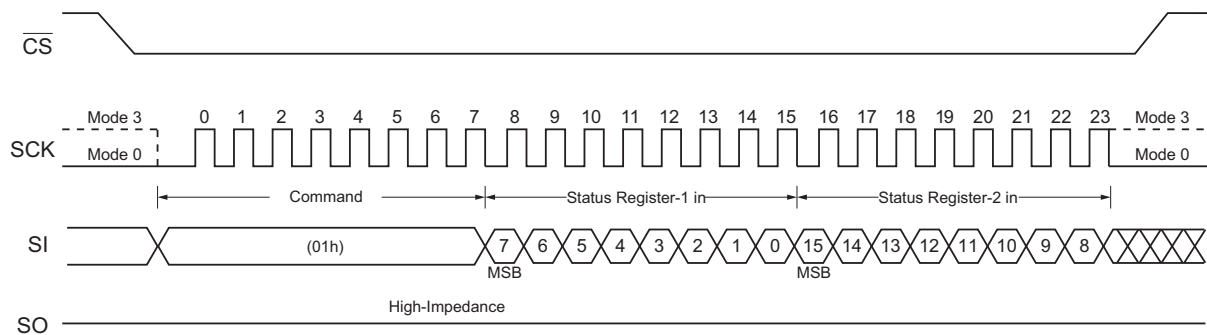 CS
Mode 3 0 1 2 3 4 5 6 7 8 9 10 11 12 13 14 15 16 17 18 19 20 21 22 23 Mode 3
SCK
Mode 0 Mode 0
Command Status Register-1 in Status Register-2 in
SI (01h) 7 6 5 4 3 2 1 0 15 14 13 12 11 10 9 8
MSB MSB
High-Impedance
SO